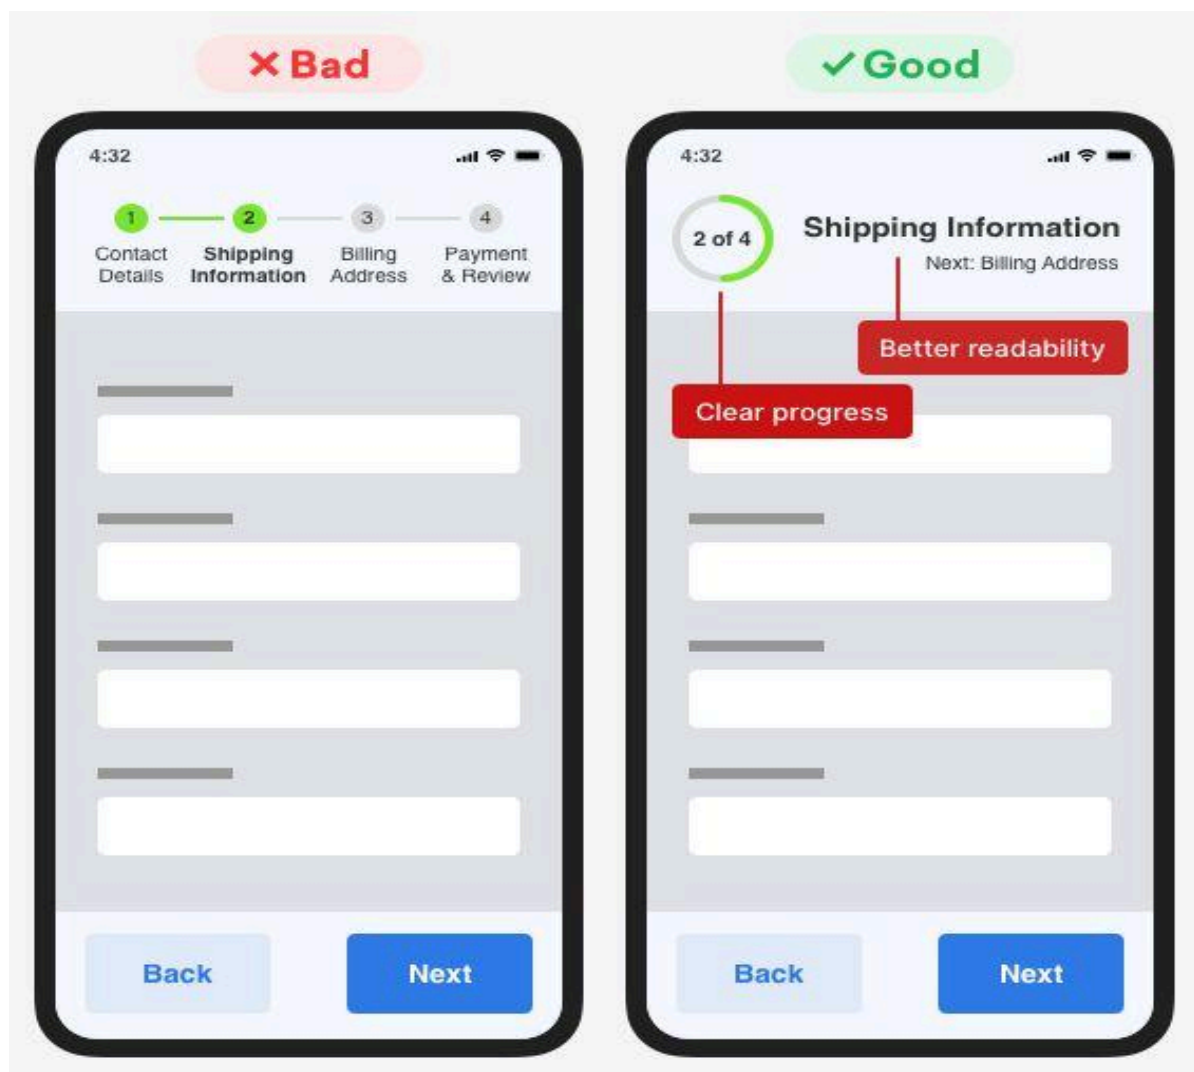 Bad
4:32
1
2
3
4
Contact Details
Shipping Information
Billing Address
Payment & Review
Back
Next
Good
4:32
2 of 4
Shipping Information
Next: Billing Address
Better readability
Clear progress
Back
Next